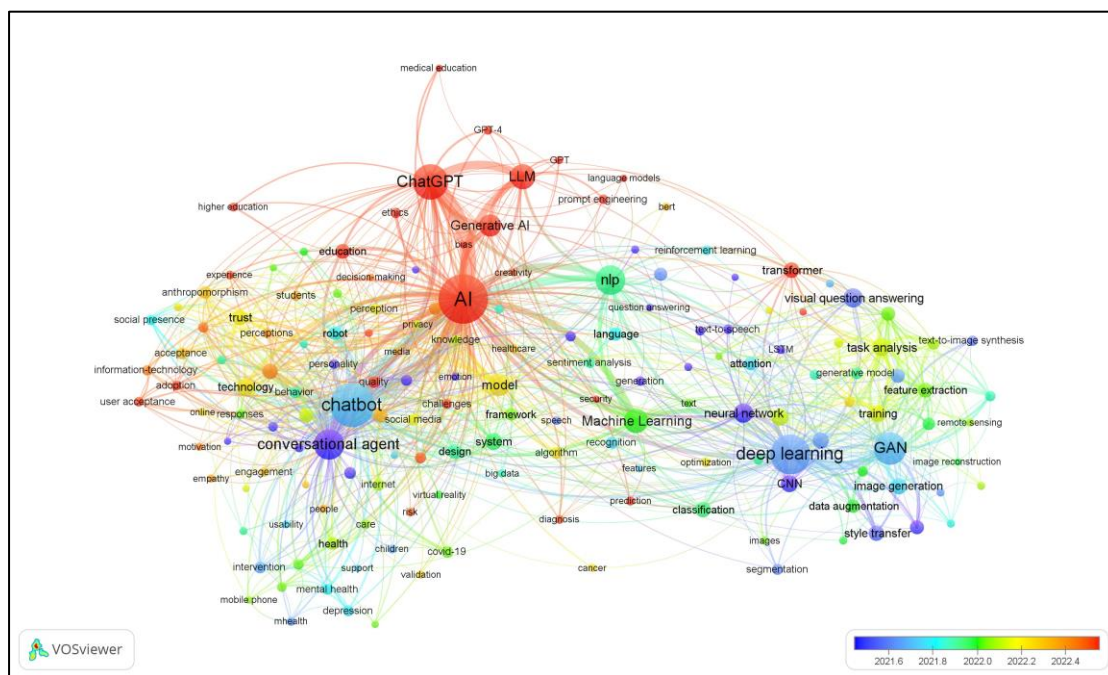 medical education
GPT-4
GPT
ChatGPT
LLM
language models
prompt engineering
higher education
ethics
Generative AI
bert
bias
education
reinforcement learning
experience
decision-making
creativity
nlp
transformer
anthropomorphism
students
AI
visual question answering
social presence
trust
perception
question answering
privacy
perceptions
robot
language
text-to-speech
text-to-image synthesis
knowledge
acceptance
media
healthcare
LSTM
task analysis
information-technology
personality
sentiment analysis
attention
generative model
adoption
technology
behavior
quality
emotion
model
generation
feature extraction
user acceptance
online
responses
chatbot
challenges
security
text
neural network
training
social media
framework
speech
Machine Learning
remote sensing
motivation
conversational agent
system
recognition
deep learning
GAN
design
algorithm
empathy
engagement
internet
big data
features
optimization
image reconstruction
CNN
image generation
virtual reality
prediction
people
risk
classification
data augmentation
usability
care
diagnosis
style transfer
health
children
covid-19
images
intervention
support
validation
cancer
segmentation
mental health
mobile phone
depression
mhealth
VOSviewer
2021.6 2021.8 2022.0 2022.2 2022.4